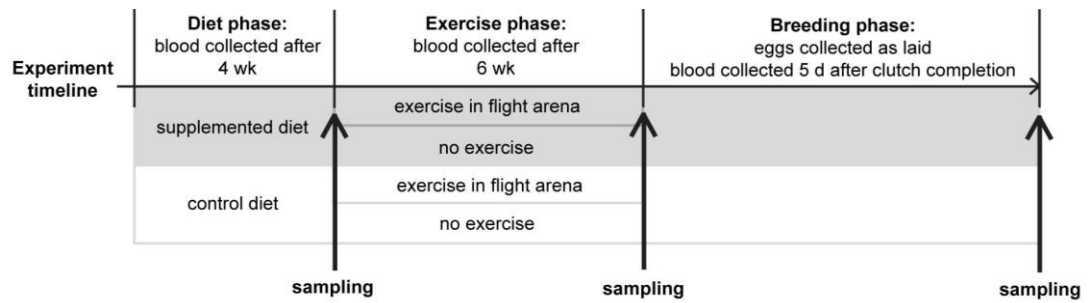 Diet phase:
blood collected after
4 wk
Exercise phase:
blood collected after
6 wk
Breeding phase:
eggs collected as laid
blood collected 5 d after clutch completion
Experiment
timeline
supplemented diet
exercise in flight arena
no exercise
control diet
exercise in flight arena
no exercise
sampling
sampling
sampling